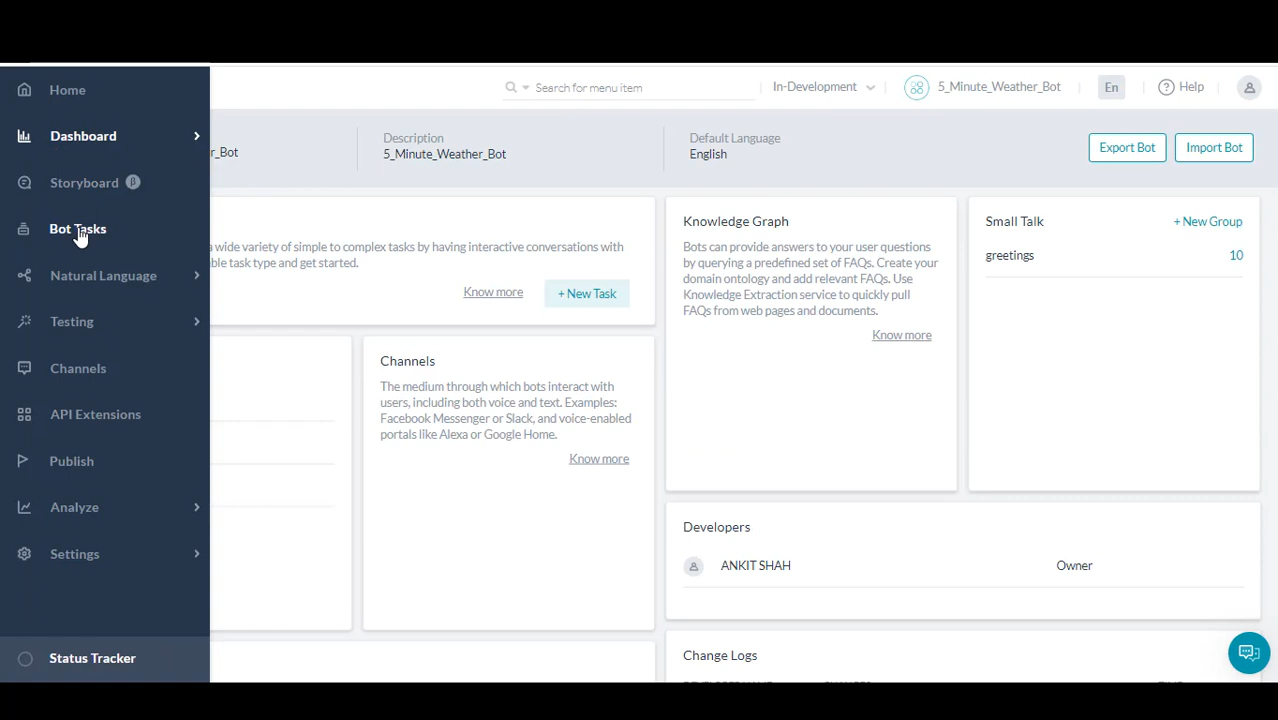 Home
Dashboard
Storyboard β
Bot Tasks
Natural Language
Testing
Channels
API Extensions
Publish
Analyze
Settings
Status Tracker
Search for menu item
In-Development
5_Minute_Weather_Bot
En
? Help
r_Bot
Description
5_Minute_Weather_Bot
Default Language
English
Export Bot
Import Bot
a wide variety of simple to complex tasks by having interactive conversations with
ble task type and get started.
Know more
+ New Task
Channels
The medium through which bots interact with
users, including both voice and text. Examples:
Facebook Messenger or Slack, and voice-enabled
portals like Alexa or Google Home.
Know more
Knowledge Graph
Bots can provide answers to your user questions
by querying a predefined set of FAQs. Create your
domain ontology and add relevant FAQs. Use
Knowledge Extraction service to quickly pull
FAQs from web pages and documents.
Know more
Small Talk
+ New Group
greetings
10
Developers
ANKIT SHAH
Owner
Change Logs